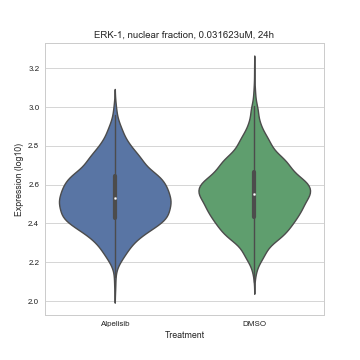 ERK-1, nuclear fraction, 0.031623uM, 24h
3.2
3.0
2.8
2.6
2.4
2.2
2.0
Expression (log10)
Alpelisib
DMSO
Treatment